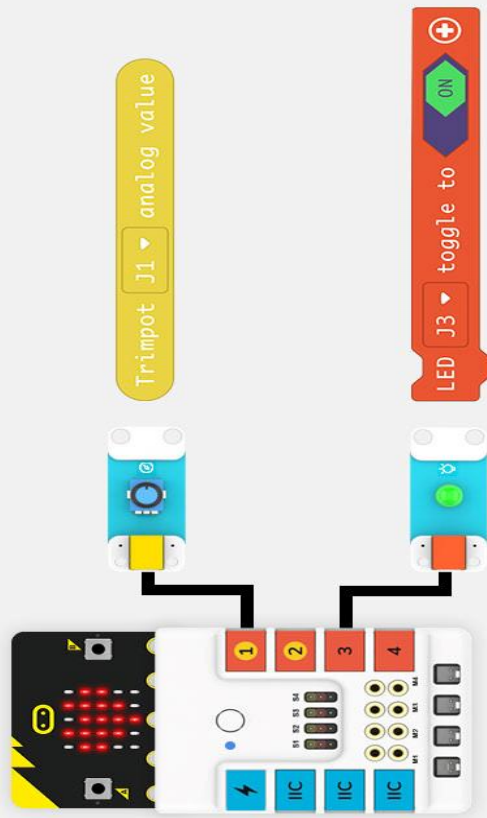 Trimpot J1 analog value
LED J3 toggle to ON
A
B
1
2
3
4
S1 S2 S3 S4
M1 M2 M3 M4
IIC
IIC
IIC